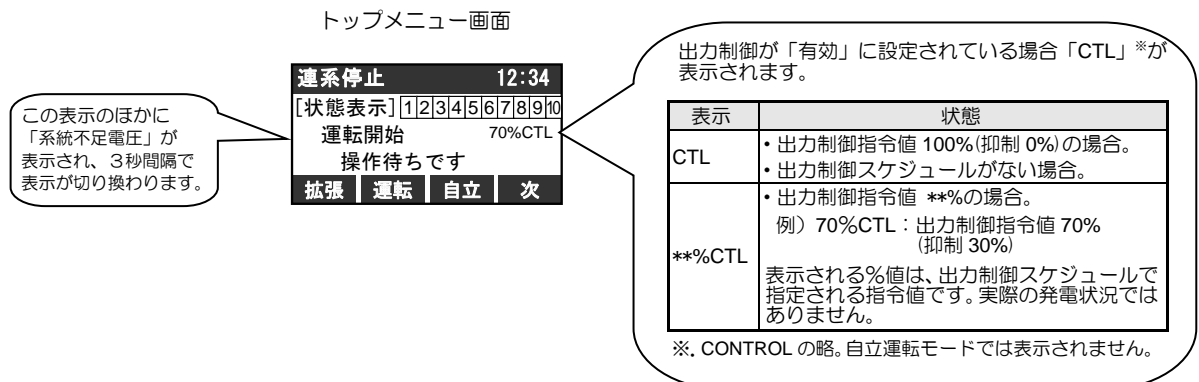 トップメニュー画面
この表示のほかに
「系統不足電圧」が
表示され、３秒間隔で
表示が切り換わります。
連系停止 12:34
[状態表示] 1 2 3 4 5 6 7 8 9 10
運転開始 70%CTL
操作待ちです
拡張 運転 自立 次
出力制御が「有効」に設定されている場合「CTL」※が
表示されます。
表示 状態
CTL
・出力制御指令値 100%(抑制 0%)の場合。
・出力制御スケジュールがない場合。
**%CTL
・出力制御指令値 **%の場合。
例）70％CTL：出力制御指令値 70%
(抑制 30%)
表示される％値は、出力制御スケジュールで
指定される指令値です。実際の発電状況では
ありません。
※. CONTROL の略。自立運転モードでは表示されません。